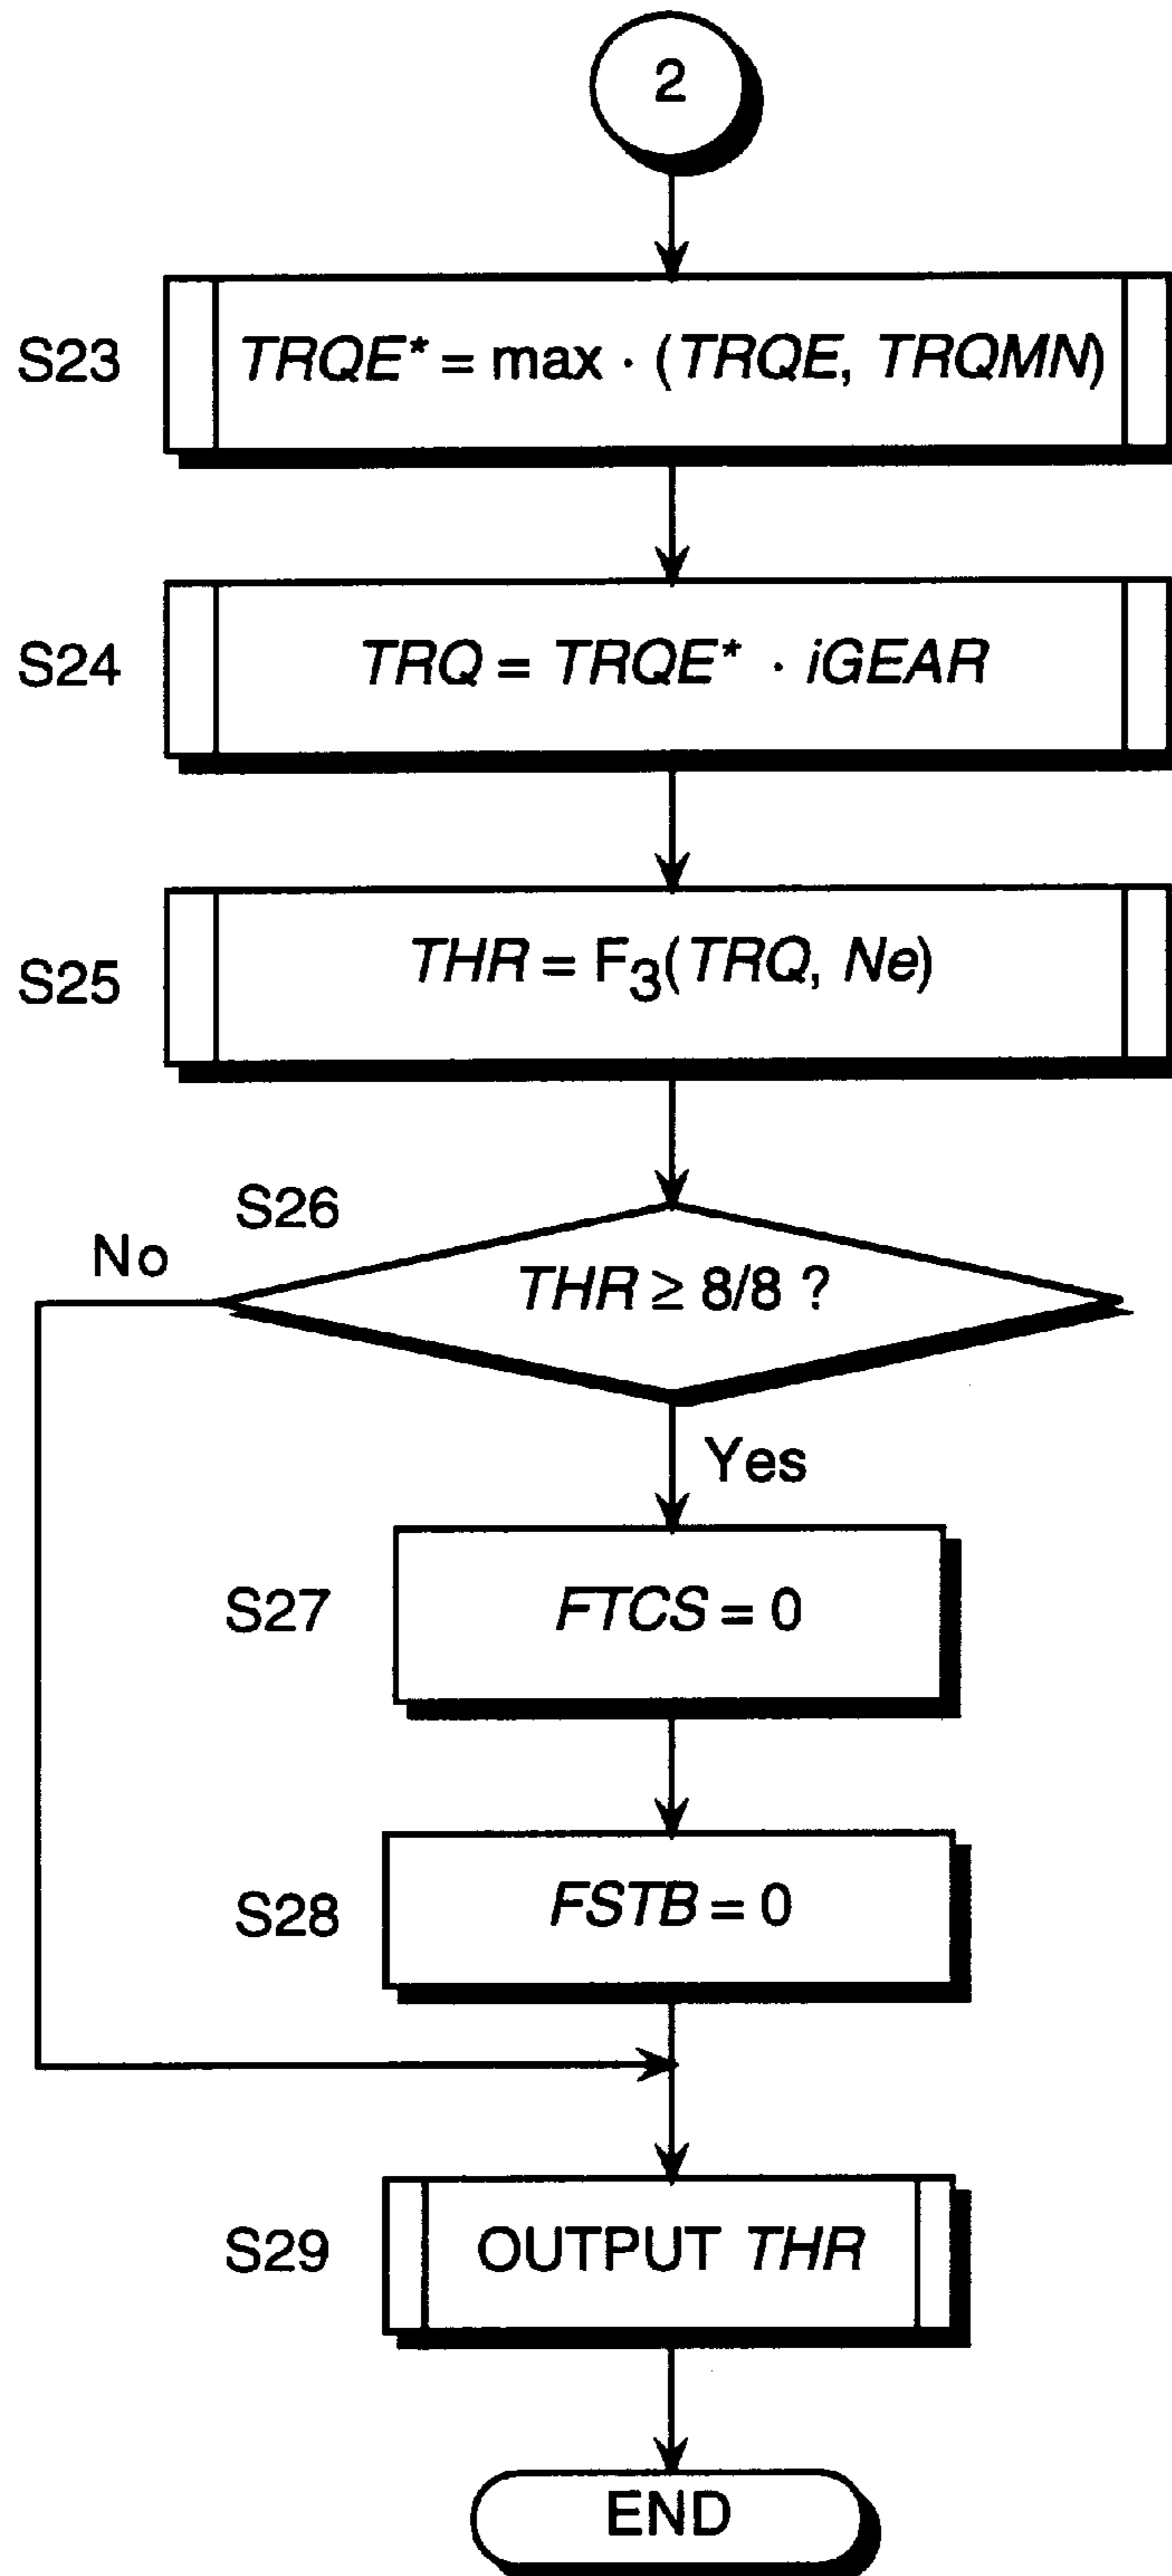 2
S23
TRQE* = max · (TRQE, TRQMN)
S24
TRQ = TRQE* · iGEAR
S25
THR = F3(TRQ, Ne)
S26
No
THR ≥ 8/8 ?
Yes
S27
FTCS = 0
S28
FSTB = 0
S29
OUTPUT THR
END